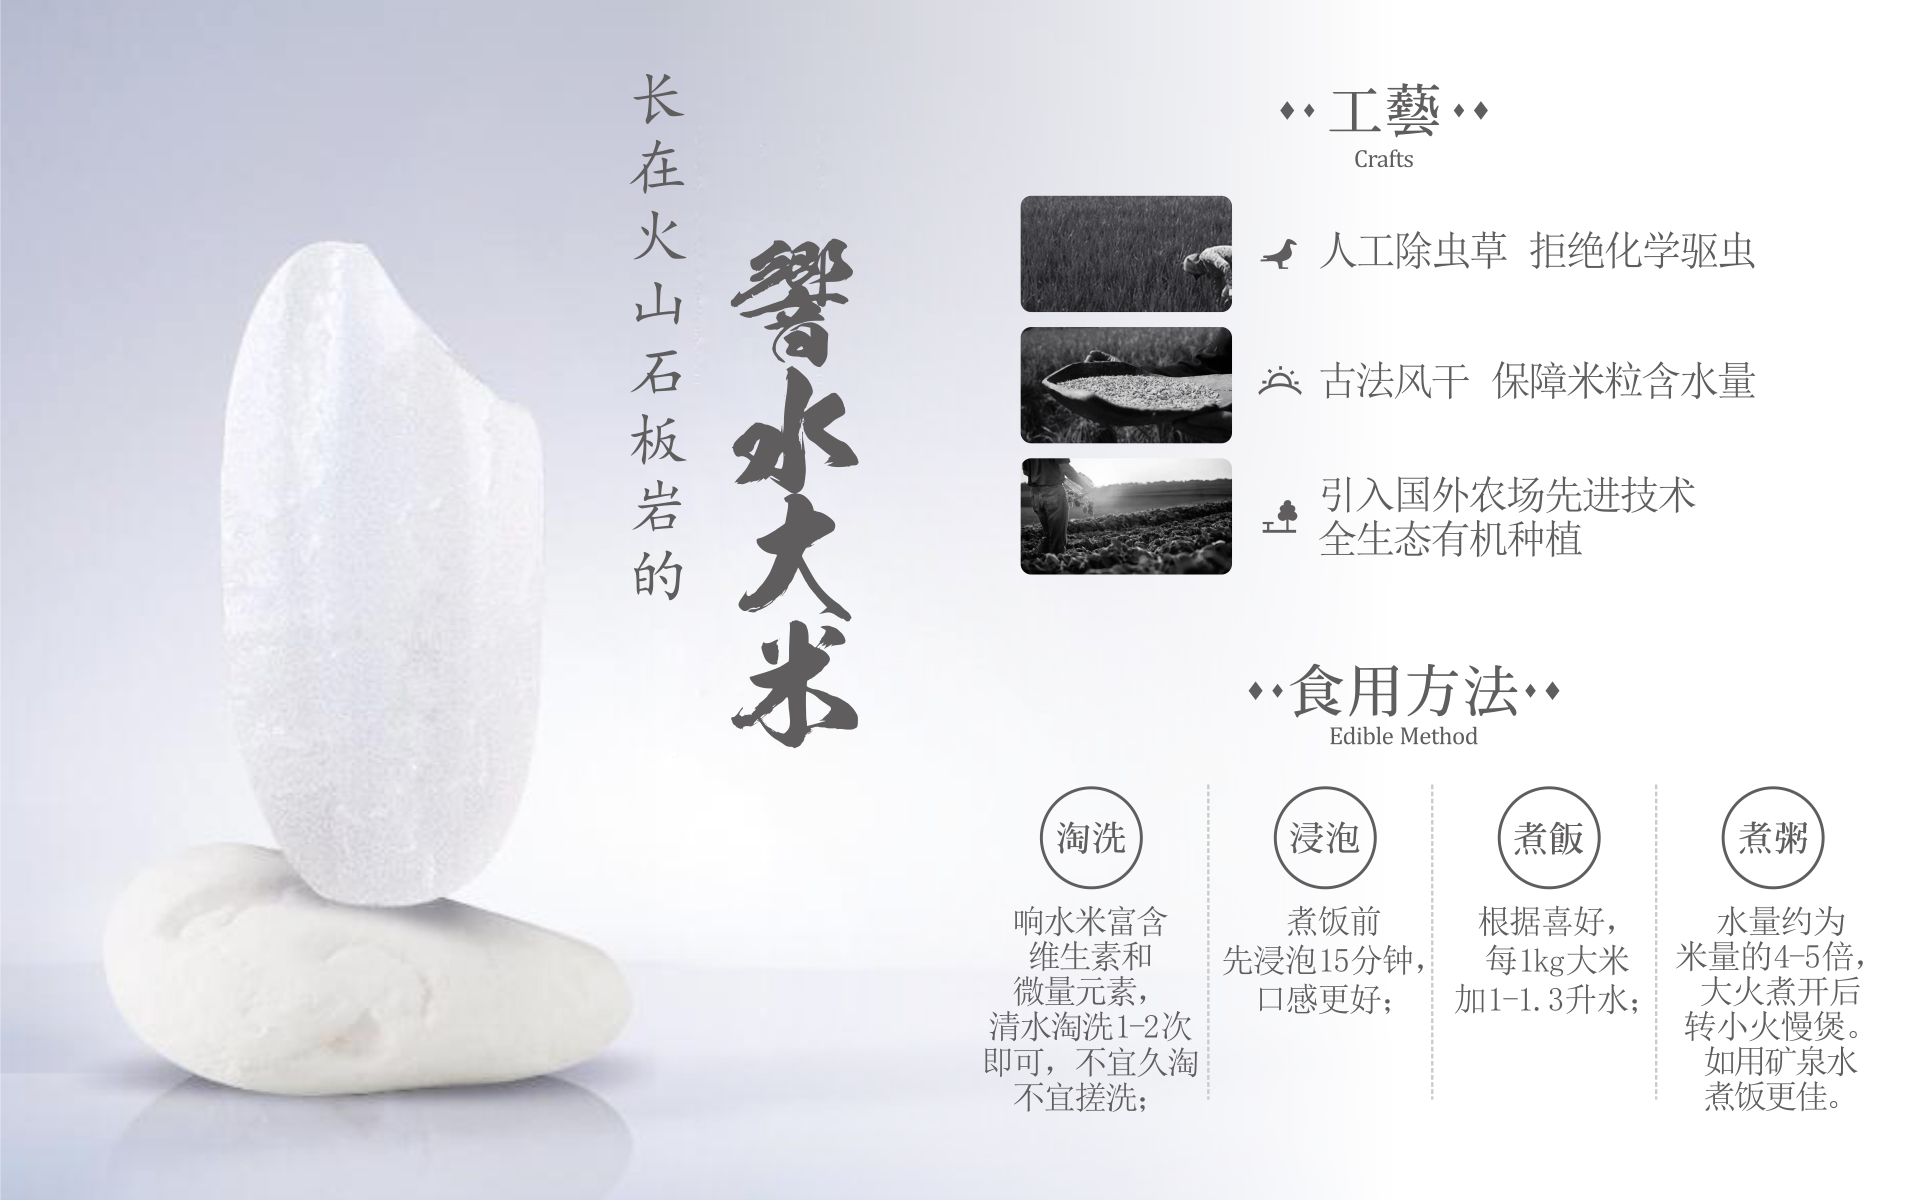 长在火山石板岩的
響水大米
工藝
Crafts
人工除虫草 拒绝化学驱虫
古法风干 保障米粒含水量
引入国外农场先进技术
全生态有机种植
食用方法
Edible Method
淘洗
响水米富含
维生素和
微量元素，
清水淘洗1-2次
即可，不宜久淘
不宜搓洗；
浸泡
煮饭前
先浸泡15分钟，
口感更好；
煮飯
根据喜好，
每1kg大米
加1-1.3升水；
煮粥
水量约为
米量的4-5倍，
大火煮开后
转小火慢煲。
如用矿泉水
煮饭更佳。